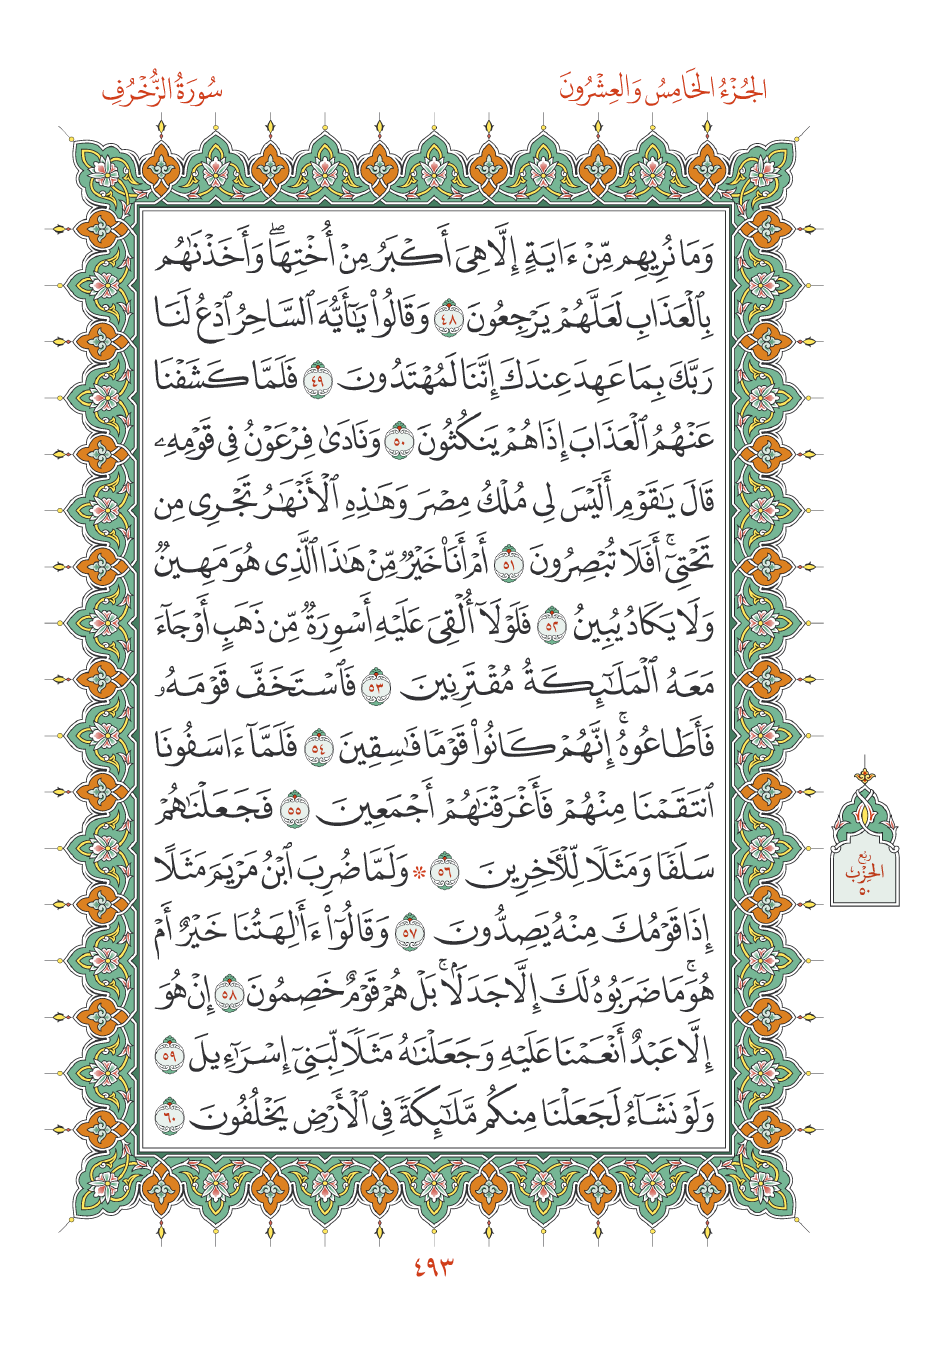 سُورَةُ الزُّخْرُفِ
الجُزْءُ الخَامِسُ وَالعِشْرُونَ
وَمَا نُرِيهِم مِّنْ ءَايَةٍ إِلَّا هِىَ أَكْبَرُ مِنْ أُخْتِهَا ۖ وَأَخَذْنَٰهُم
بِٱلْعَذَابِ لَعَلَّهُمْ يَرْجِعُونَ ٤٨ وَقَالُوا۟ يَٰٓأَيُّهَ ٱلسَّاحِرُ ٱدْعُ لَنَا
رَبَّكَ بِمَا عَهِدَ عِندَكَ إِنَّنَا لَمُهْتَدُونَ ٤٩ فَلَمَّا كَشَفْنَا
عَنْهُمُ ٱلْعَذَابَ إِذَا هُمْ يَنكُثُونَ ٥٠ وَنَادَىٰ فِرْعَوْنُ فِى قَوْمِهِۦ
قَالَ يَٰقَوْمِ أَلَيْسَ لِى مُلْكُ مِصْرَ وَهَٰذِهِ ٱلْأَنْهَٰرُ تَجْرِى مِن
تَحْتِىٓ ۚ أَفَلَا تُبْصِرُونَ ٥١ أَمْ أَنَا۠ خَيْرٌ مِّنْ هَٰذَا ٱلَّذِى هُوَ مَهِينٌ
وَلَا يَكَادُ يُبِينُ ٥٢ فَلَوْلَآ أُلْقِىَ عَلَيْهِ أَسْوِرَةٌ مِّن ذَهَبٍ أَوْ جَآءَ
مَعَهُ ٱلْمَلَٰٓئِكَةُ مُقْتَرِنِينَ ٥٣ فَٱسْتَخَفَّ قَوْمَهُۥ
فَأَطَاعُوهُ ۚ إِنَّهُمْ كَانُوا۟ قَوْمًا فَٰسِقِينَ ٥٤ فَلَمَّآ ءَاسَفُونَا
ٱنتَقَمْنَا مِنْهُمْ فَأَغْرَقْنَٰهُمْ أَجْمَعِينَ ٥٥ فَجَعَلْنَٰهُمْ
سَلَفًا وَمَثَلًا لِّلْءَاخِرِينَ ٥٦ * وَلَمَّا ضُرِبَ ٱبْنُ مَرْيَمَ مَثَلًا
إِذَا قَوْمُكَ مِنْهُ يَصِدُّونَ ٥٧ وَقَالُوٓا۟ ءَأَٰلِهَتُنَا خَيْرٌ أَمْ
هُوَ ۚ مَا ضَرَبُوهُ لَكَ إِلَّا جَدَلًۢا ۚ بَلْ هُمْ قَوْمٌ خَصِمُونَ ٥٨ إِنْ هُوَ
إِلَّا عَبْدٌ أَنْعَمْنَا عَلَيْهِ وَجَعَلْنَٰهُ مَثَلًا لِّبَنِىٓ إِسْرَٰٓءِيلَ ٥٩
وَلَوْ نَشَآءُ لَجَعَلْنَا مِنكُم مَّلَٰٓئِكَةً فِى ٱلْأَرْضِ يَخْلُفُونَ ٦٠
ربع
الحزب
٥٠
٤٩٣